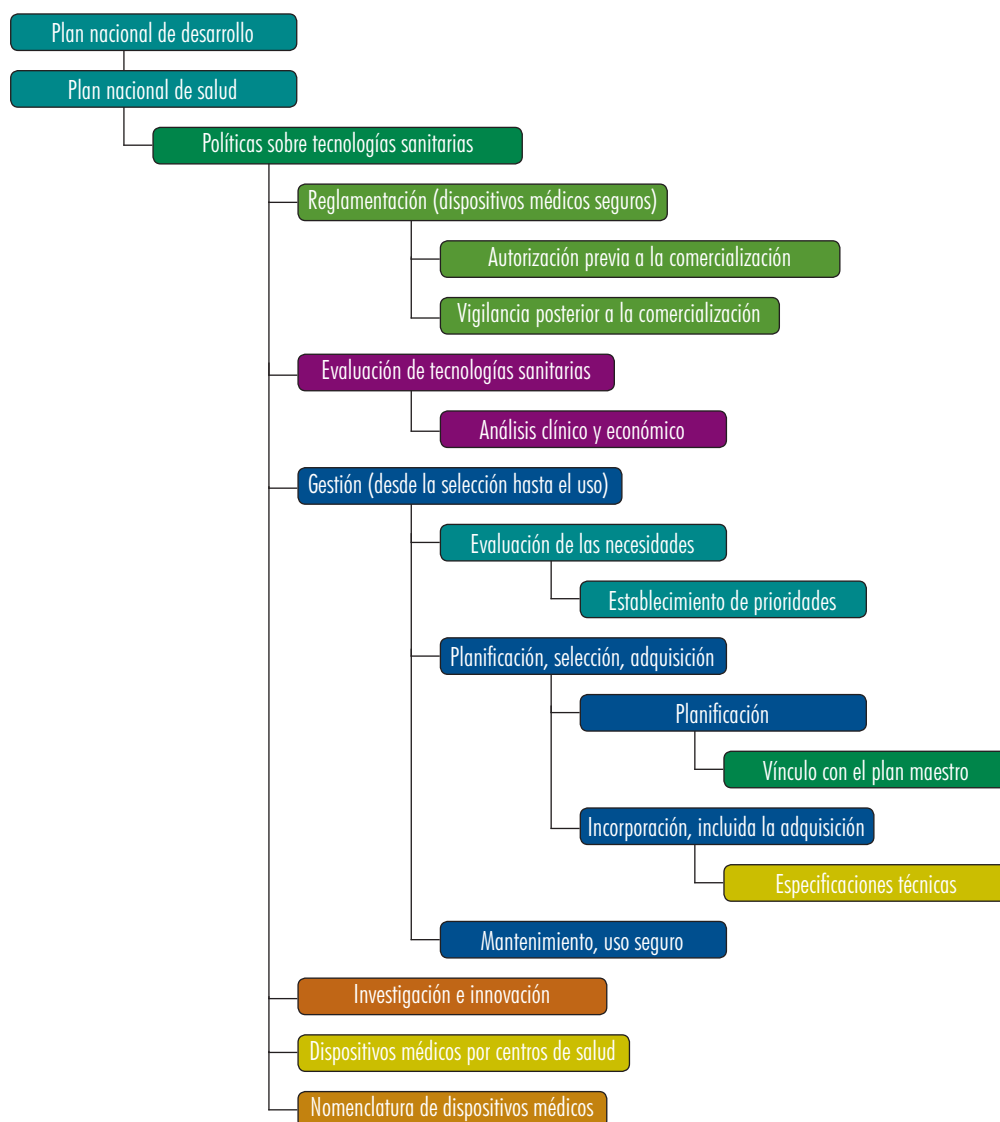 Plan nacional de desarrollo
Plan nacional de salud
Políticas sobre tecnologías sanitarias
Reglamentación (dispositivos médicos seguros)
Autorización previa a la comercialización
Vigilancia posterior a la comercialización
Evaluación de tecnologías sanitarias
Análisis clínico y económico
Gestión (desde la selección hasta el uso)
Evaluación de las necesidades
Establecimiento de prioridades
Planificación, selección, adquisición
Planificación
Vínculo con el plan maestro
Incorporación, incluida la adquisición
Especificaciones técnicas
Mantenimiento, uso seguro
Investigación e innovación
Dispositivos médicos por centros de salud
Nomenclatura de dispositivos médicos